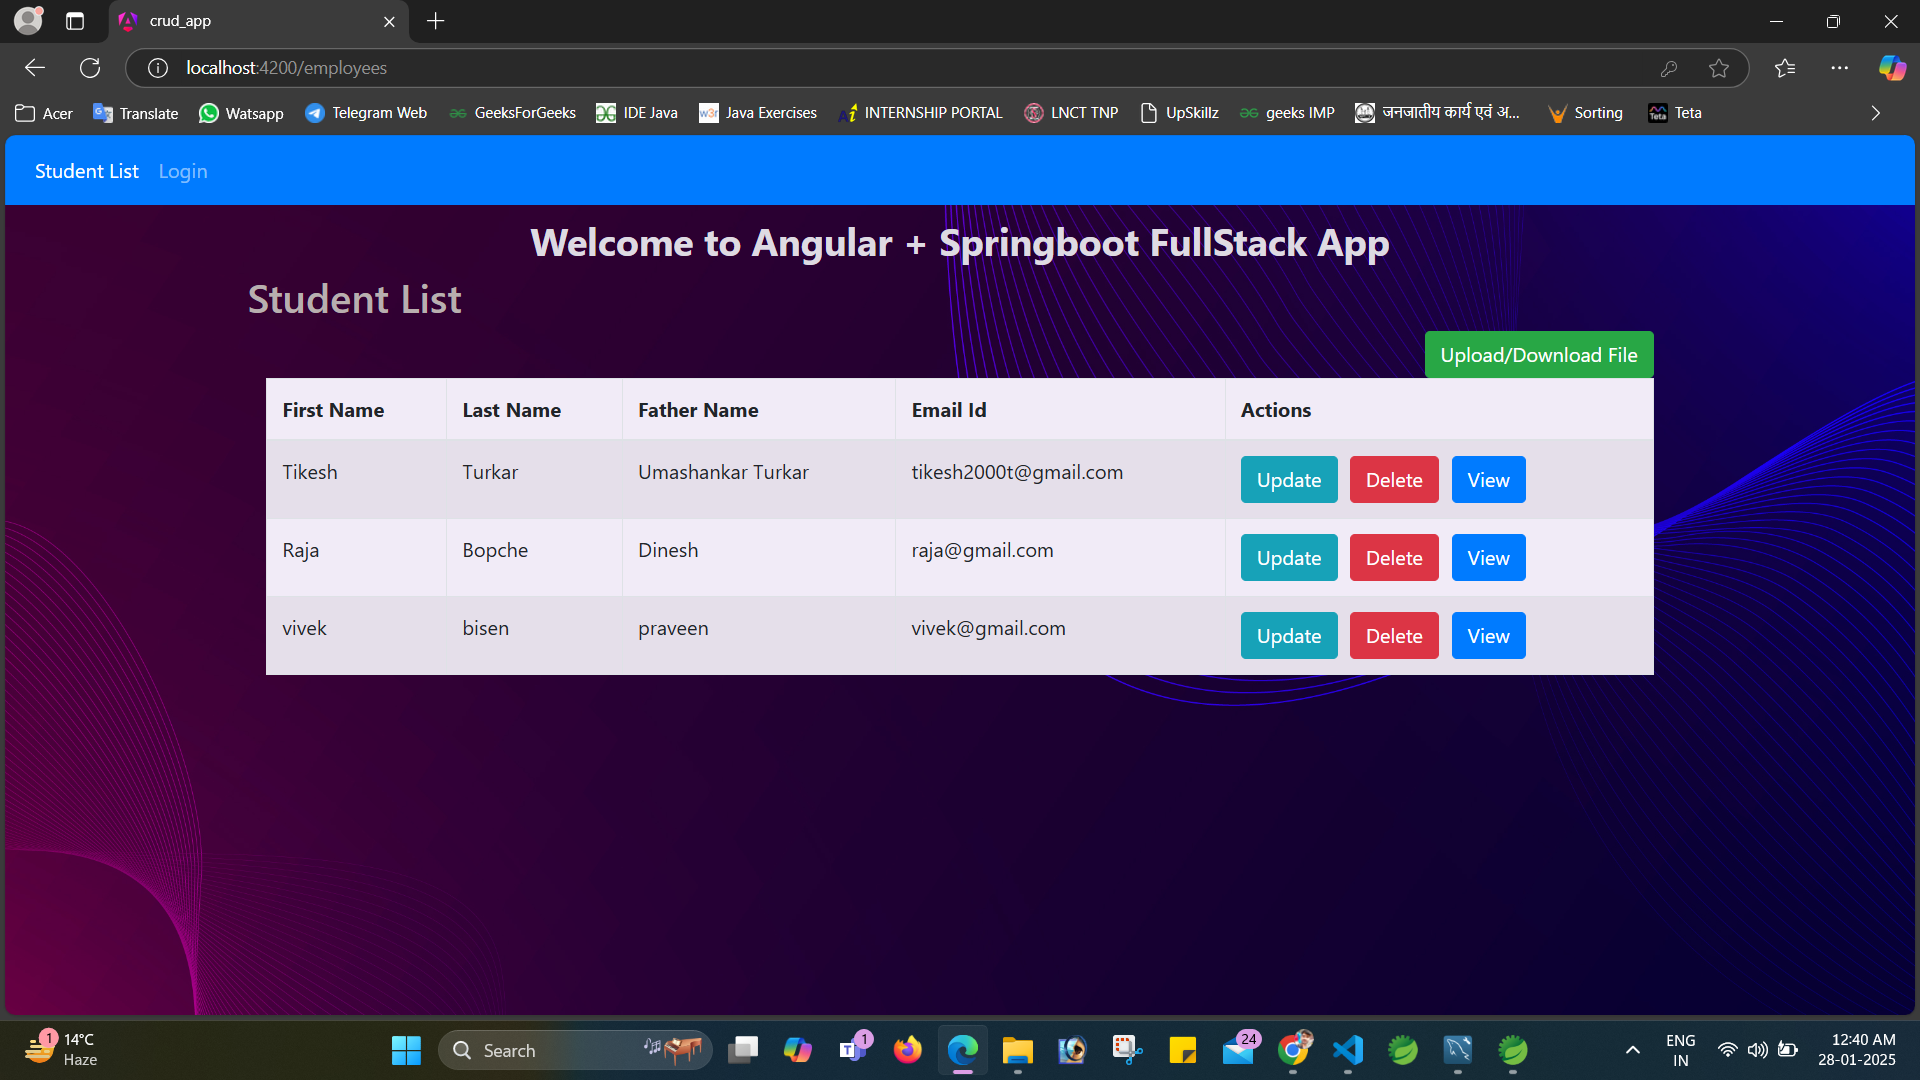 crud_app
localhost:4200/employees
Acer Translate Watsapp Telegram Web GeeksForGeeks IDE Java Java Exercises INTERNSHIP PORTAL LNCT TNP UpSkillz geeks IMP जनजातीय कार्य एवं अ... Sorting Teta
Student List Login
Welcome to Angular + Springboot FullStack App
Student List
Upload/Download File
First Name Last Name Father Name Email Id Actions
Tikesh Turkar Umashankar Turkar tikesh2000t@gmail.com Update Delete View
Raja Bopche Dinesh raja@gmail.com Update Delete View
vivek bisen praveen vivek@gmail.com Update Delete View
1 14°C
Haze
Search
1
24
ENG
IN
12:40 AM
28-01-2025